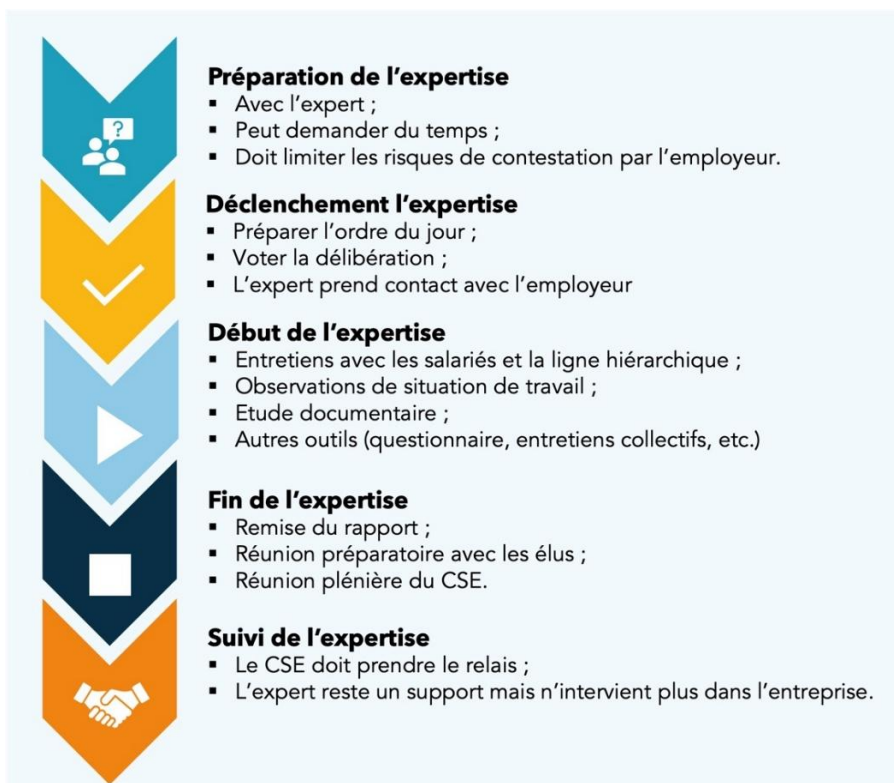 ?
Préparation de l’expertise
▪ Avec l’expert ;
▪ Peut demander du temps ;
▪ Doit limiter les risques de contestation par l’employeur.
Déclenchement l’expertise
▪ Préparer l’ordre du jour ;
▪ Voter la délibération ;
▪ L’expert prend contact avec l’employeur
Début de l’expertise
▪ Entretiens avec les salariés et la ligne hiérarchique ;
▪ Observations de situation de travail ;
▪ Etude documentaire ;
▪ Autres outils (questionnaire, entretiens collectifs, etc.)
Fin de l’expertise
▪ Remise du rapport ;
▪ Réunion préparatoire avec les élus ;
▪ Réunion plénière du CSE.
Suivi de l’expertise
▪ Le CSE doit prendre le relais ;
▪ L’expert reste un support mais n’intervient plus dans l’entreprise.